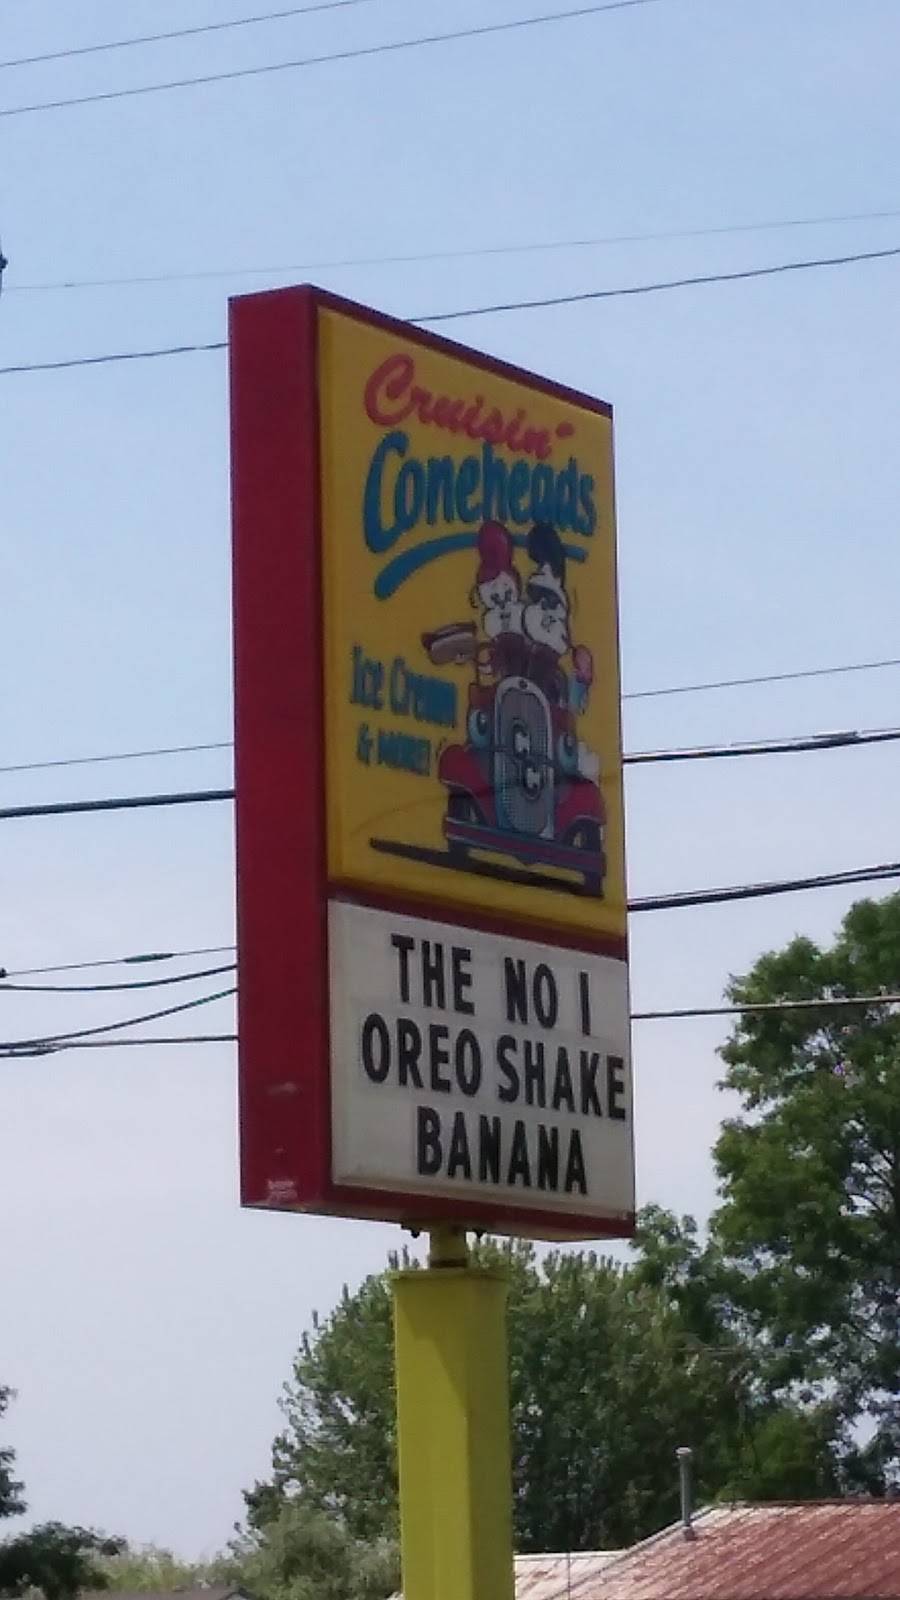 Cruisin'
Coneheads
Ice Cream
& MORE!
C
C
THE NO 1
OREO SHAKE
BANANA